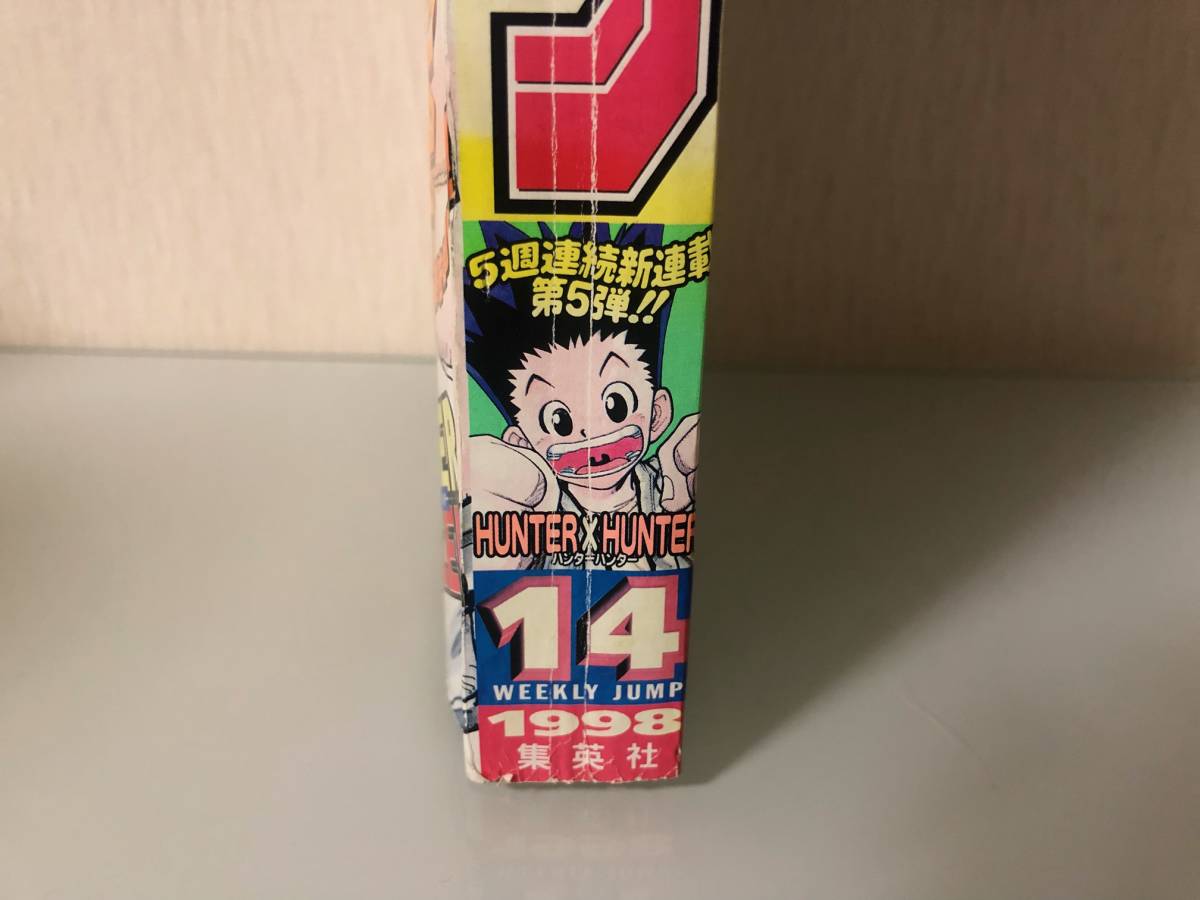 5週連続新連載
第5弾!!
HUNTER×HUNTER
ハンターハンター
14
WEEKLY JUMP
1998
集英社